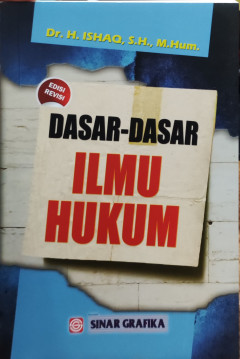 Dr. H. ISHAQ, S.H., M.Hum.
EDISI
REVISI
DASAR-DASAR
ILMU
HUKUM
SINAR GRAFIKA